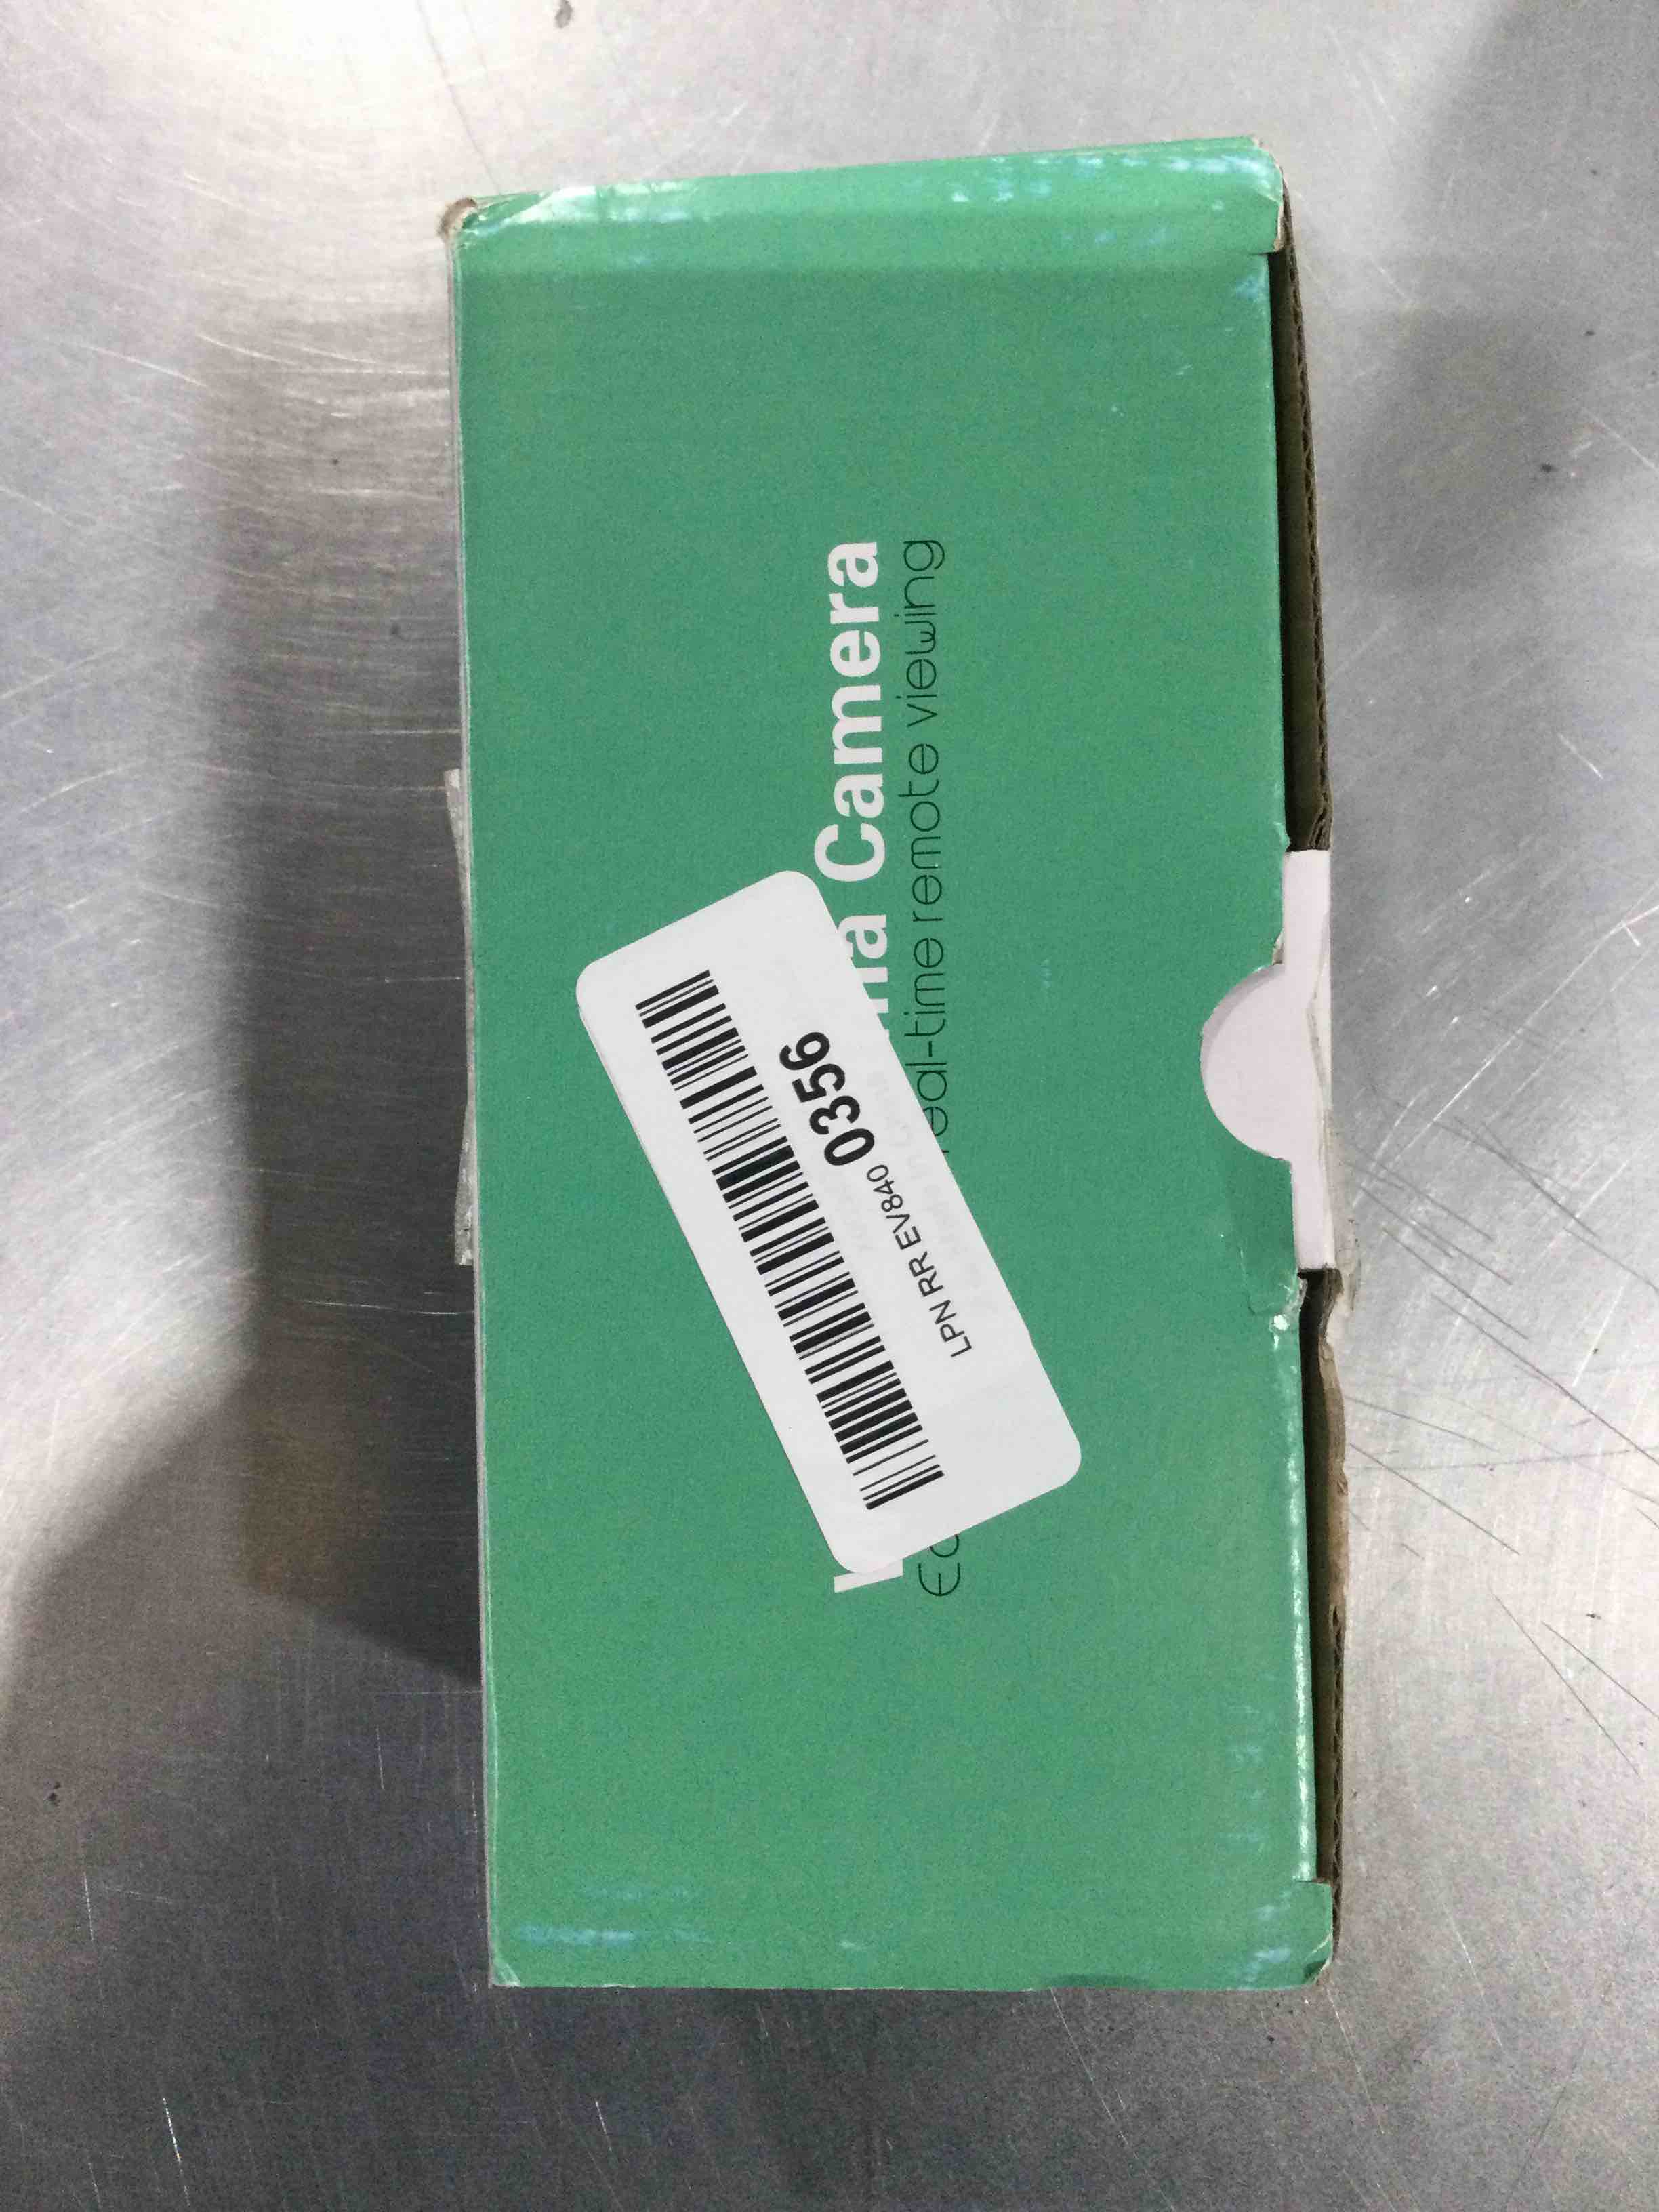 Camera
real-time remote viewing
LPN RR EV840 0356